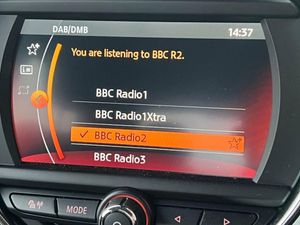 DAB/DMB 14:37
You are listening to BBC R2.
BBC Radio1
BBC Radio1Xtra
BBC Radio2
BBC Radio3
MODE